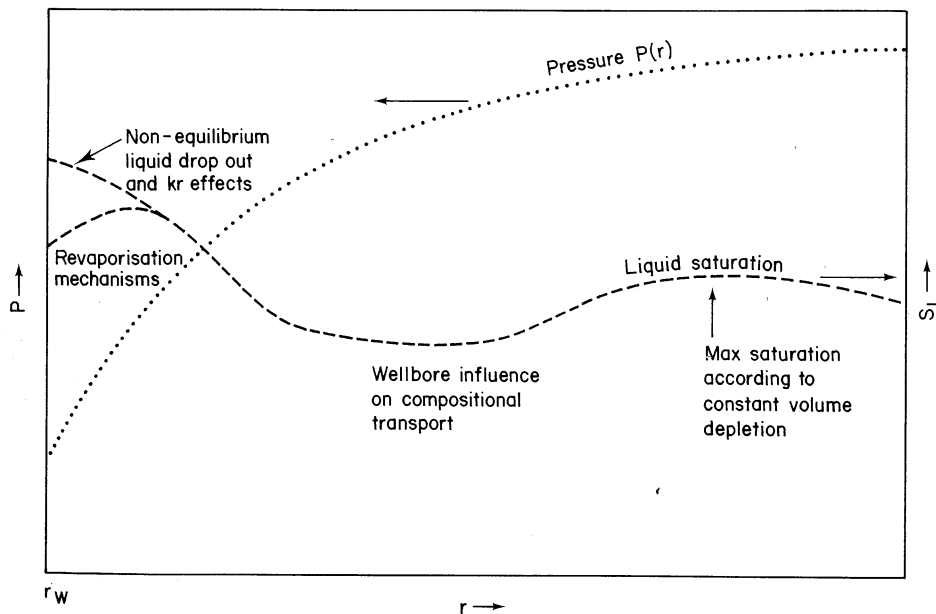 Pressure P(r)
Non-equilibrium
liquid drop out
and kr effects
Revaporisation
mechanisms
Liquid saturation
P
Sl
Wellbore influence
on compositional
transport
Max saturation
according to
constant volume
depletion
rw
r